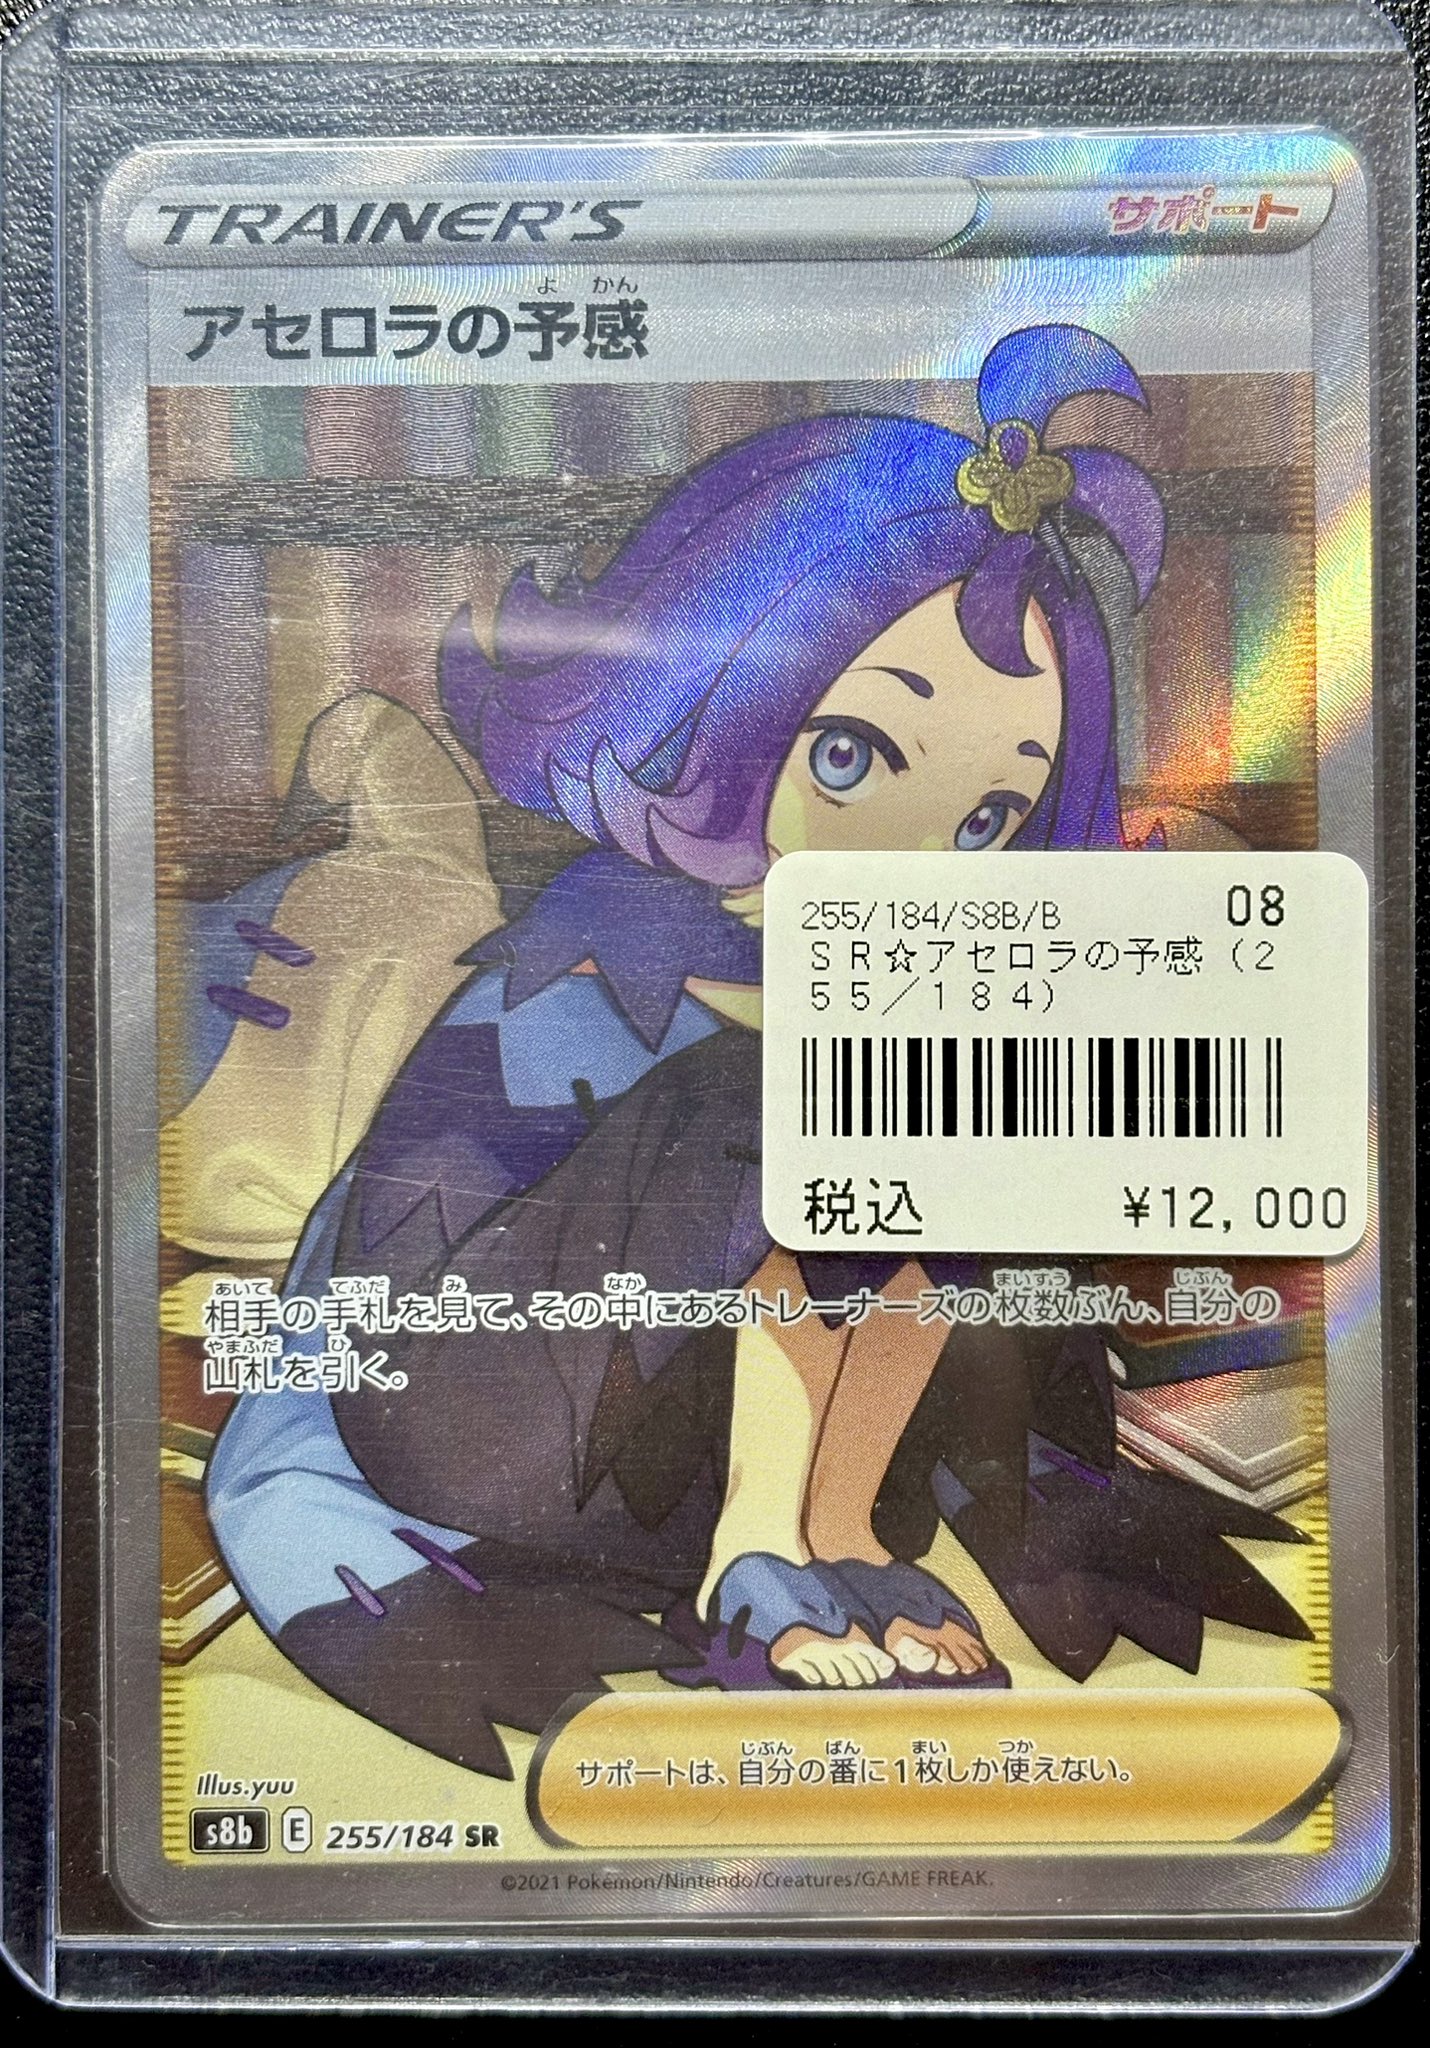 TRAINER'S
サポート
よ かん
アセロラの予感
255/184/S8B/B 08
SR☆アセロラの予感(2
55/184)
税込 ¥12,000
あいて てふだ み なか まいすう じぶん
相手の手札を見て、その中にあるトレーナーズの枚数ぶん、自分の
やまふだ ひ
山札を引く。
じぶん ばん まい つか
サポートは、自分の番に1枚しか使えない。
Illus.yuu
s8b E 255/184 SR
©2021 Pokémon/Nintendo/Creatures/GAME FREAK.